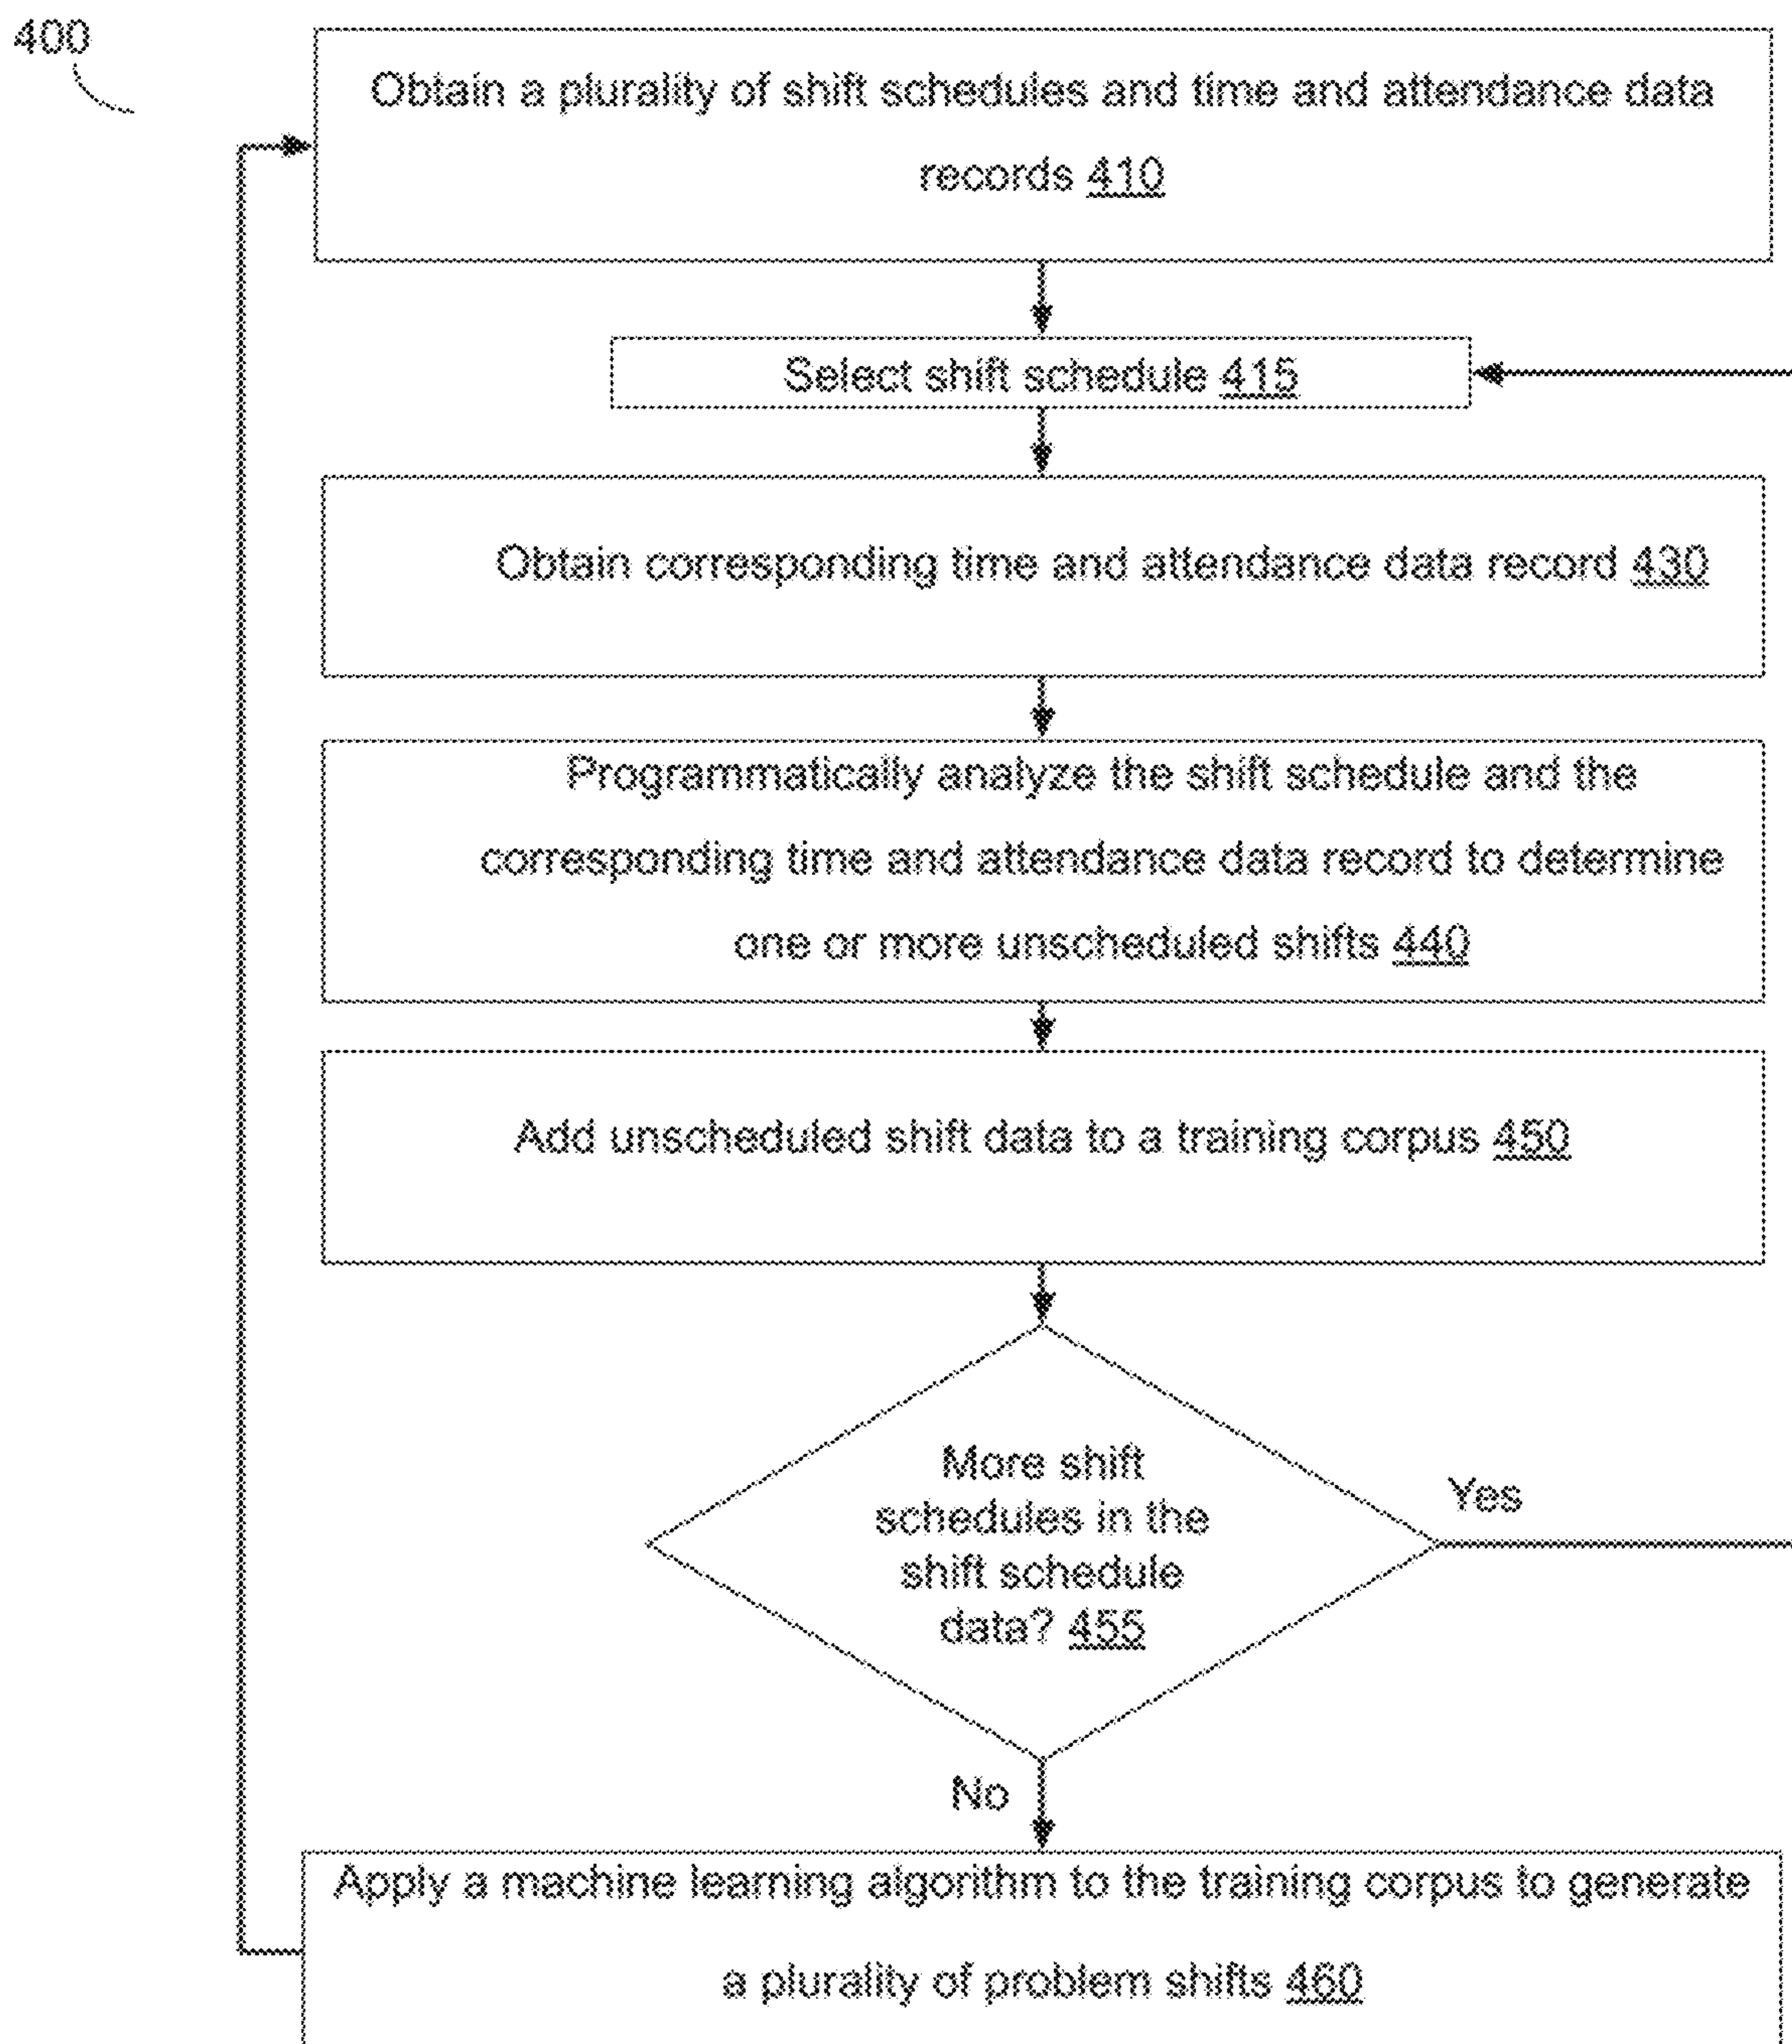 400
Obtain a plurality of shift schedules and time and attendance data
records 410
Select shift schedule 415
Obtain corresponding time and attendance data record 430
Programmatically analyze the shift schedule and the
corresponding time and attendance data record to determine
one or more unscheduled shifts 440
Add unscheduled shift data to a training corpus 450
More shift
schedules in the
shift schedule
data? 455
Yes
No
Apply a machine learning algorithm to the training corpus to generate
a plurality of problem shifts 460